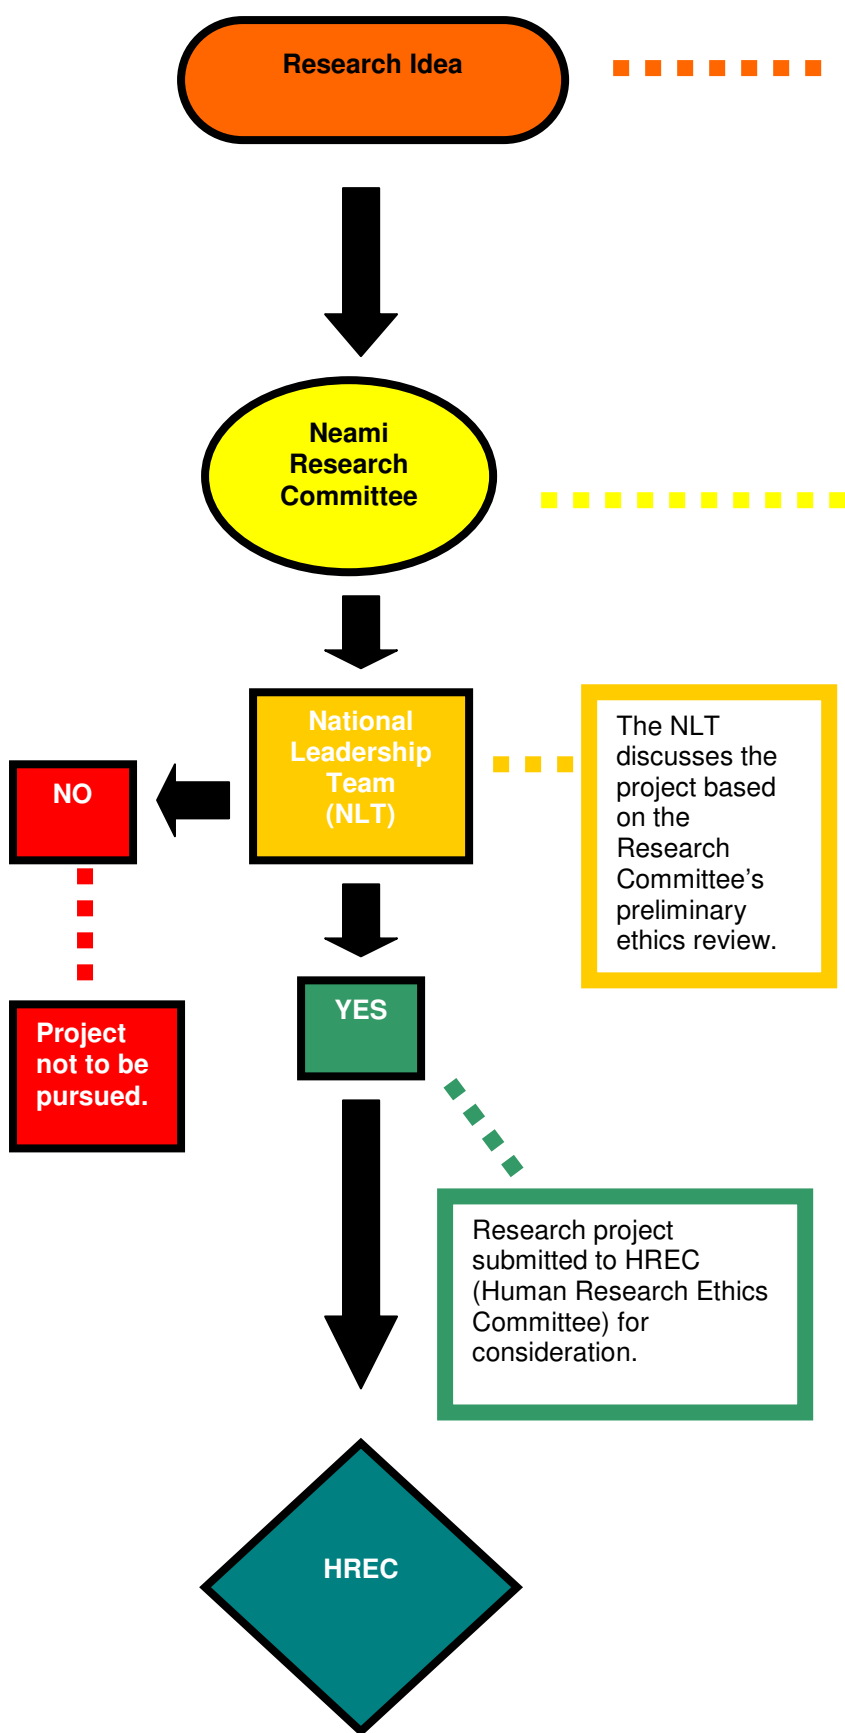 Research Idea
Neami
Research
Committee
National
Leadership
Team
(NLT)
The NLT
discusses the
project based
on the
Research
Committee’s
preliminary
ethics review.
NO
YES
Project
not to be
pursued.
Research project
submitted to HREC
(Human Research Ethics
Committee) for
consideration.
HREC